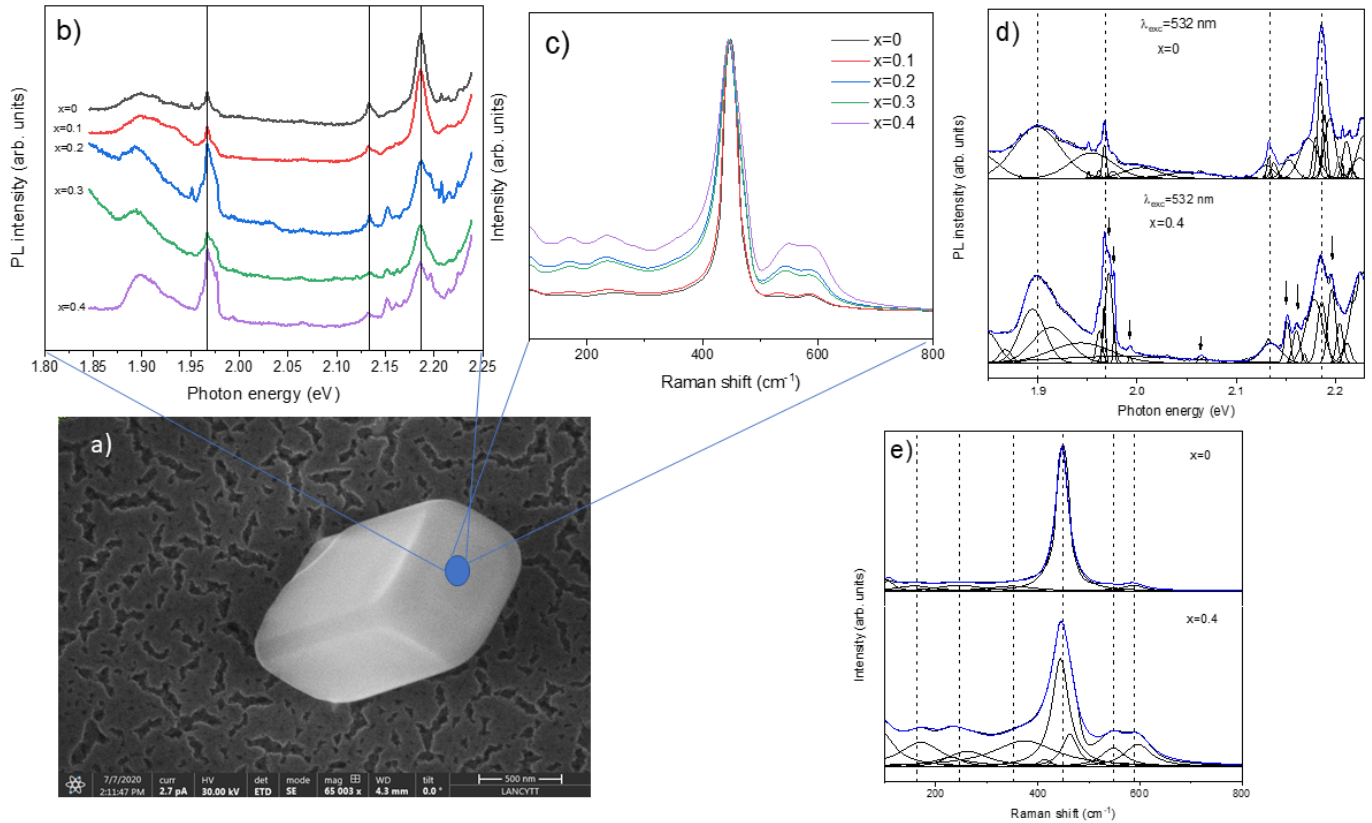 b)
PL intensity (arb. units)
x=0
x=0.1
x=0.2
x=0.3
x=0.4
1.80 1.85 1.90 1.95 2.00 2.05 2.10 2.15 2.20 2.25
Photon energy (eV)
c)
Intensity (arb. units)
x=0
x=0.1
x=0.2
x=0.3
x=0.4
200 400 600 800
Raman shift (cm⁻¹)
d)
λexc=532 nm
x=0
λexc=532 nm
x=0.4
PL instensity (arb. units)
1.9 2.0 2.1 2.2
Photon energy (eV)
a)
7/7/2020 curr HV det mode mag WD tilt 500 nm
2:11:47 PM 2.7 pA 30.00 kV ETD SE 65 003 x 4.3 mm 0.0 ° LANCYTT
e)
x=0
x=0.4
Intensity (arb. units)
200 400 600 800
Raman shift (cm⁻¹)